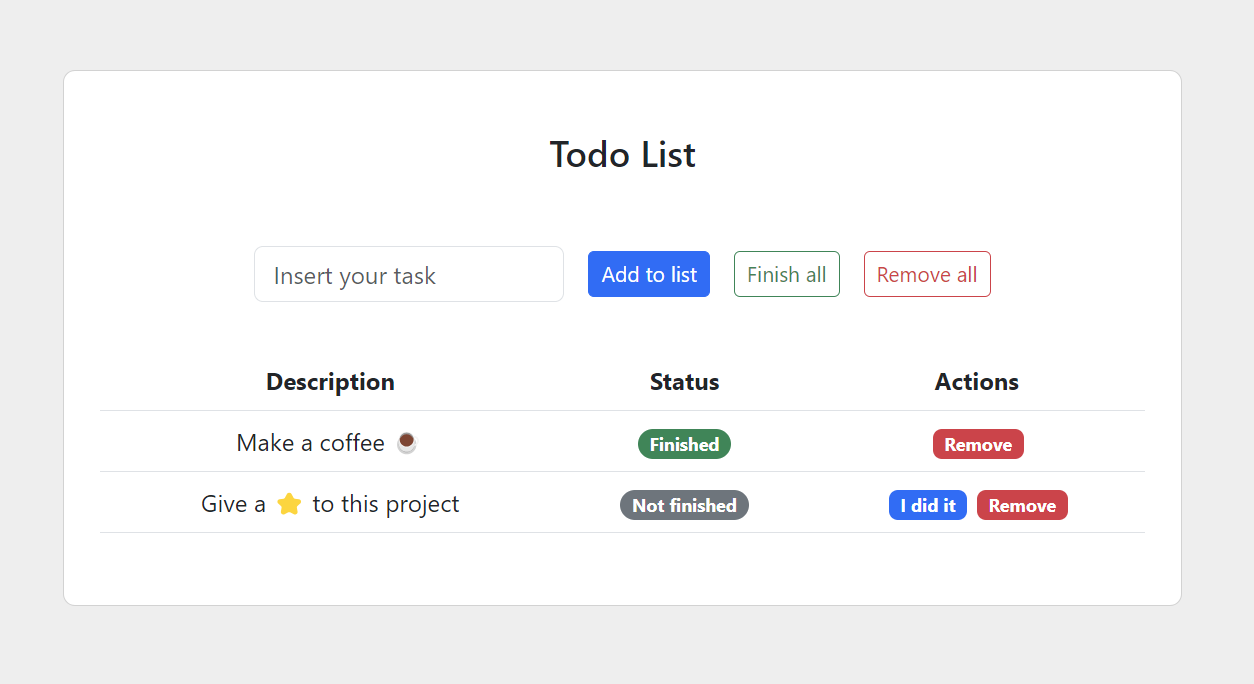 Todo List
Insert your task Add to list Finish all Remove all
Description Status Actions
Make a coffee ☕ Finished Remove
Give a ⭐ to this project Not finished I did it Remove